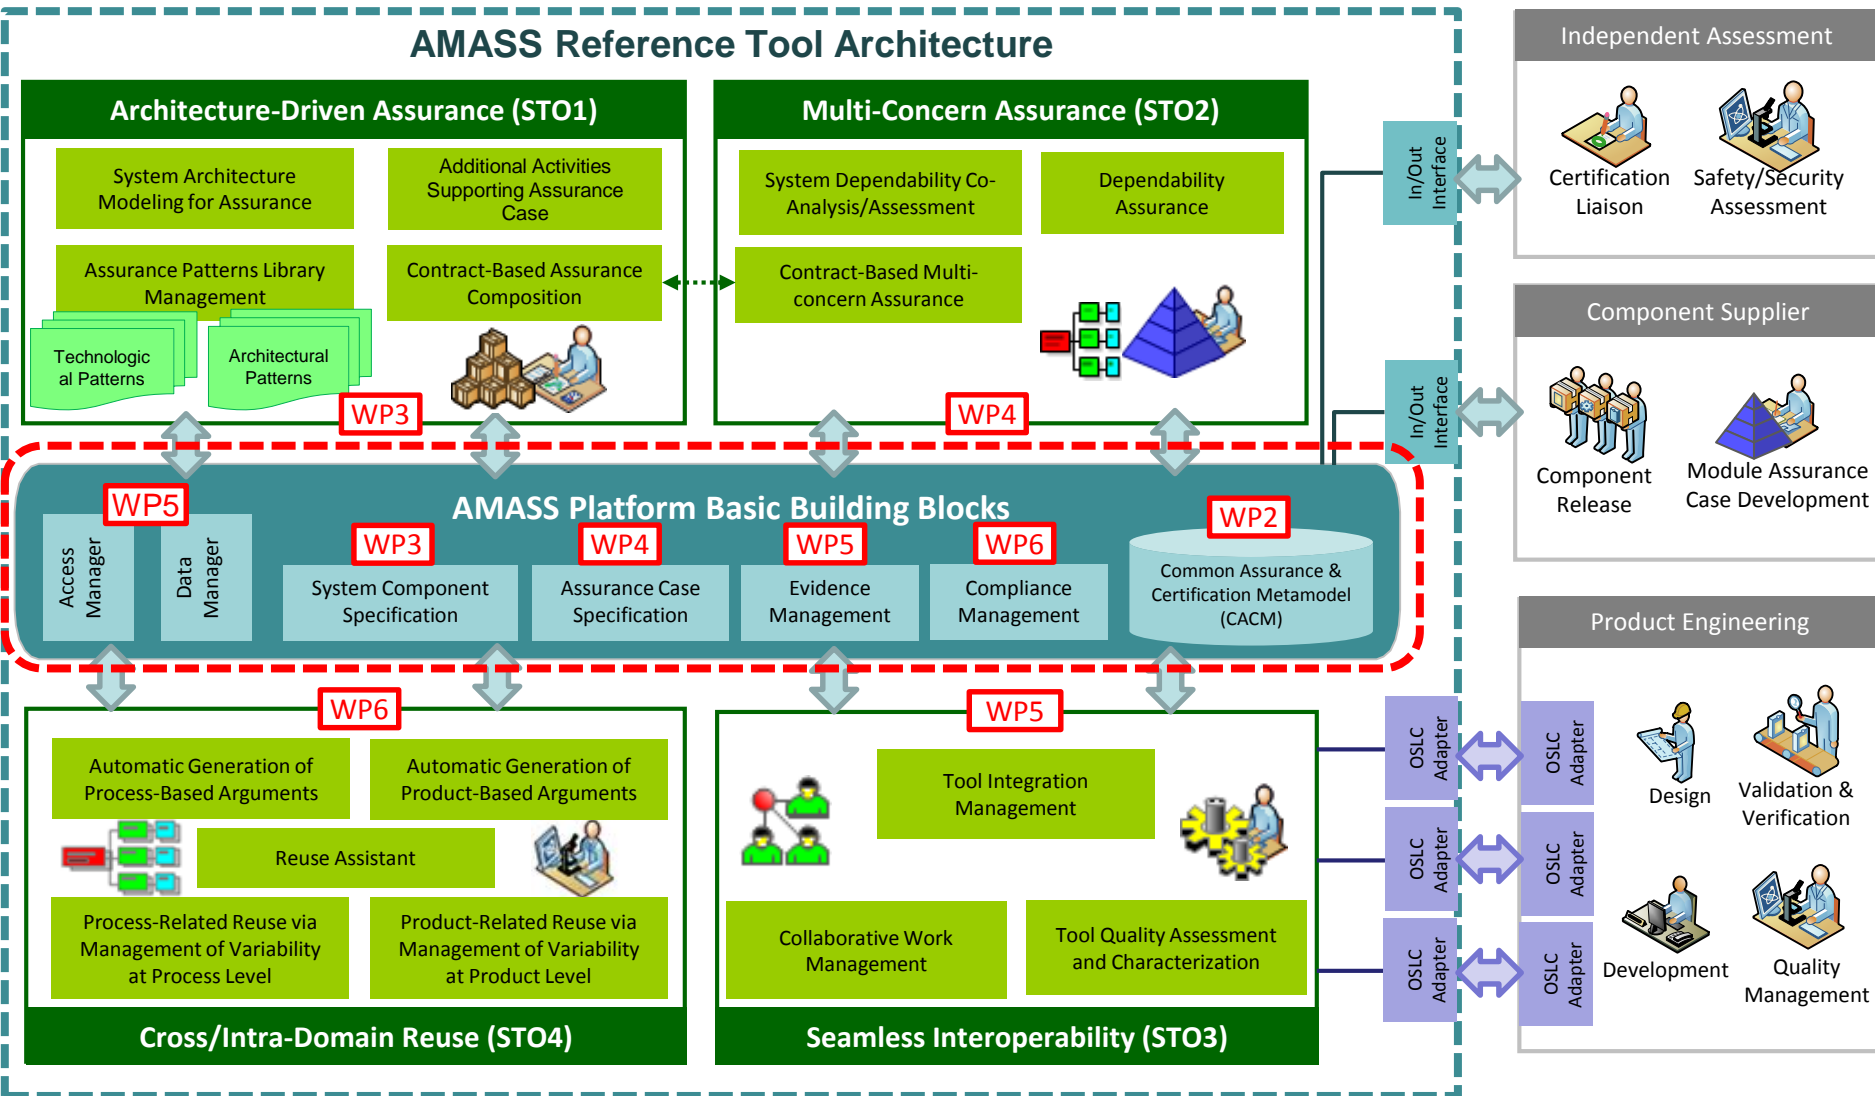 AMASS Reference Tool Architecture
Architecture-Driven Assurance (STO1)
System Architecture
Modeling for Assurance
Additional Activities
Supporting Assurance
Case
Assurance Patterns Library
Management
Contract-Based Assurance
Composition
Technologic
al Patterns
Architectural
Patterns
WP3
Multi-Concern Assurance (STO2)
System Dependability Co-
Analysis/Assessment
Dependability
Assurance
Contract-Based Multi-
concern Assurance
WP4
In/Out
Interface
In/Out
Interface
AMASS Platform Basic Building Blocks
WP5
Access
Manager
Data
Manager
WP3
System Component
Specification
WP4
Assurance Case
Specification
WP5
Evidence
Management
WP6
Compliance
Management
WP2
Common Assurance &
Certification Metamodel
(CACM)
WP6
Automatic Generation of
Process-Based Arguments
Automatic Generation of
Product-Based Arguments
Reuse Assistant
Process-Related Reuse via
Management of Variability
at Process Level
Product-Related Reuse via
Management of Variability
at Product Level
Cross/Intra-Domain Reuse (STO4)
WP5
Tool Integration
Management
Collaborative Work
Management
Tool Quality Assessment
and Characterization
Seamless Interoperability (STO3)
OSLC
Adapter
OSLC
Adapter
OSLC
Adapter
Independent Assessment
Certification
Liaison
Safety/Security
Assessment
Component Supplier
Component
Release
Module Assurance
Case Development
Product Engineering
OSLC
Adapter
OSLC
Adapter
OSLC
Adapter
Design
Validation &
Verification
Development
Quality
Management